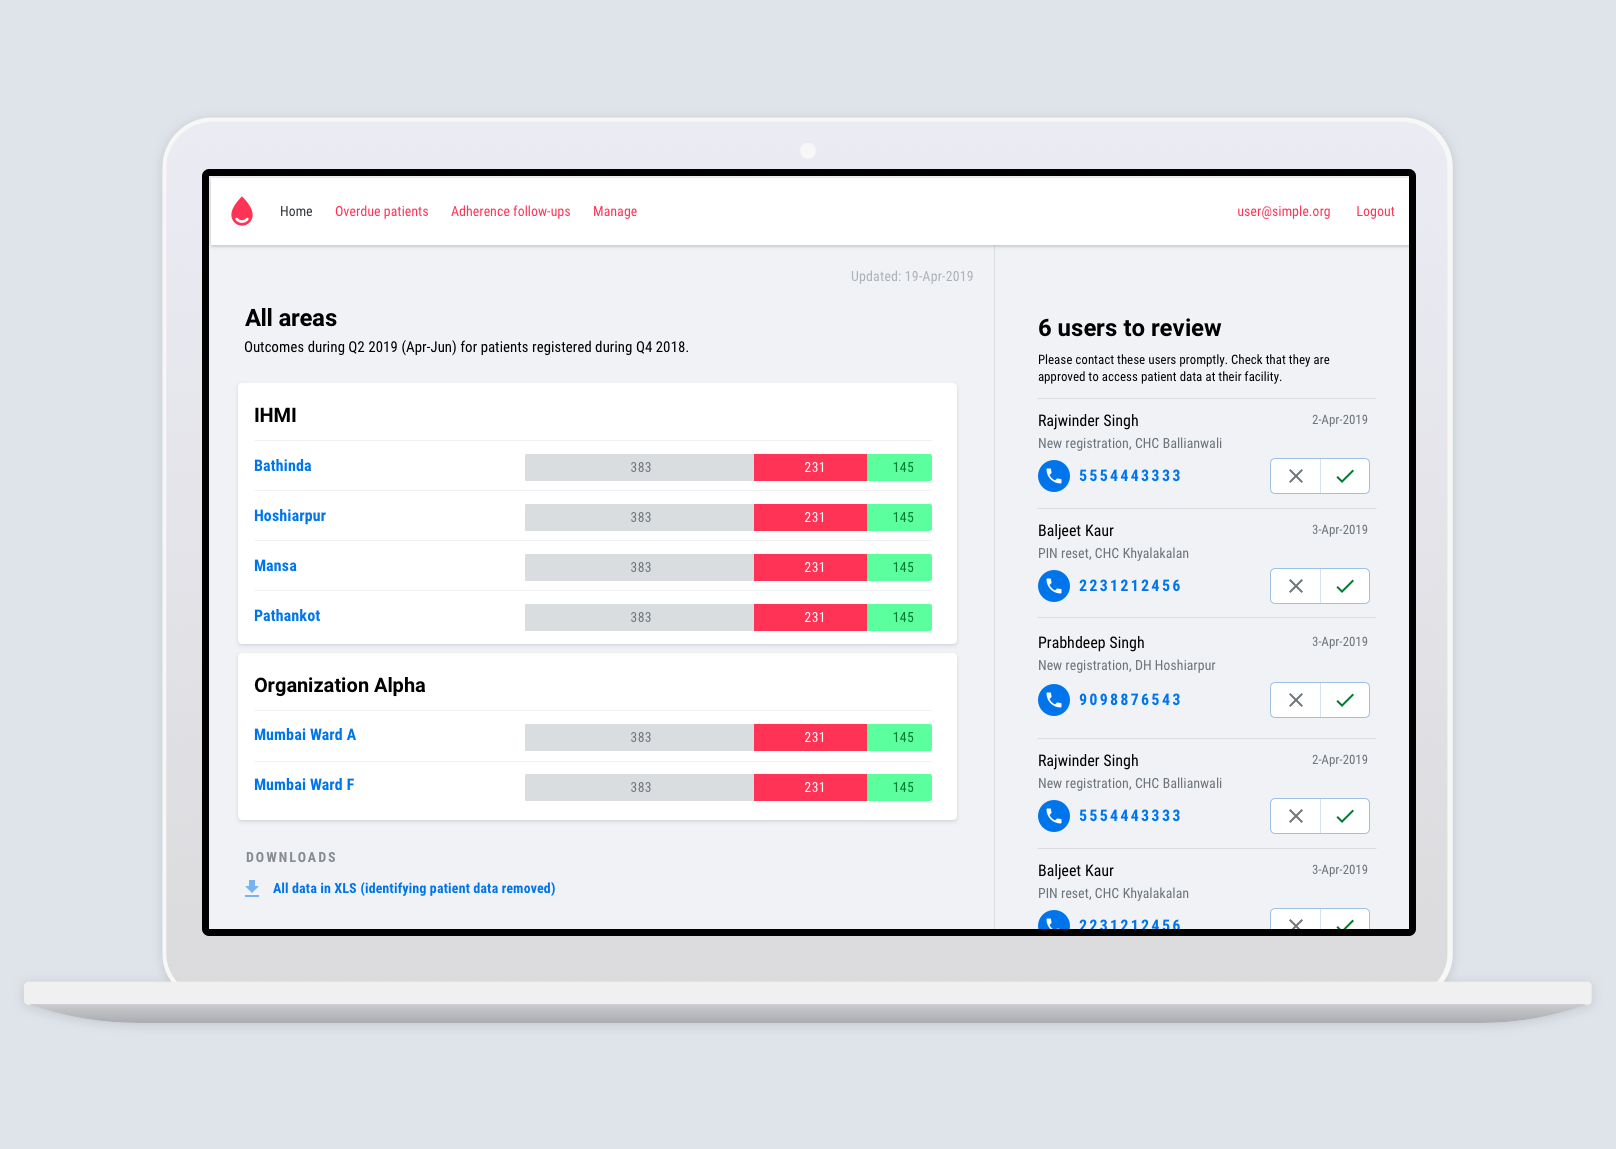 Home Overdue patients Adherence follow-ups Manage user@simple.org Logout
Updated: 19-Apr-2019
All areas
Outcomes during Q2 2019 (Apr-Jun) for patients registered during Q4 2018.
IHMI
Bathinda 383 231 145
Hoshiarpur 383 231 145
Mansa 383 231 145
Pathankot 383 231 145
Organization Alpha
Mumbai Ward A 383 231 145
Mumbai Ward F 383 231 145
DOWNLOADS
All data in XLS (identifying patient data removed)
6 users to review
Please contact these users promptly. Check that they are
approved to access patient data at their facility.
Rajwinder Singh 2-Apr-2019
New registration, CHC Ballianwali
5554443333
Baljeet Kaur 3-Apr-2019
PIN reset, CHC Khyalakalan
2231212456
Prabhdeep Singh 3-Apr-2019
New registration, DH Hoshiarpur
9098876543
Rajwinder Singh 2-Apr-2019
New registration, CHC Ballianwali
5554443333
Baljeet Kaur 3-Apr-2019
PIN reset, CHC Khyalakalan
2231212456